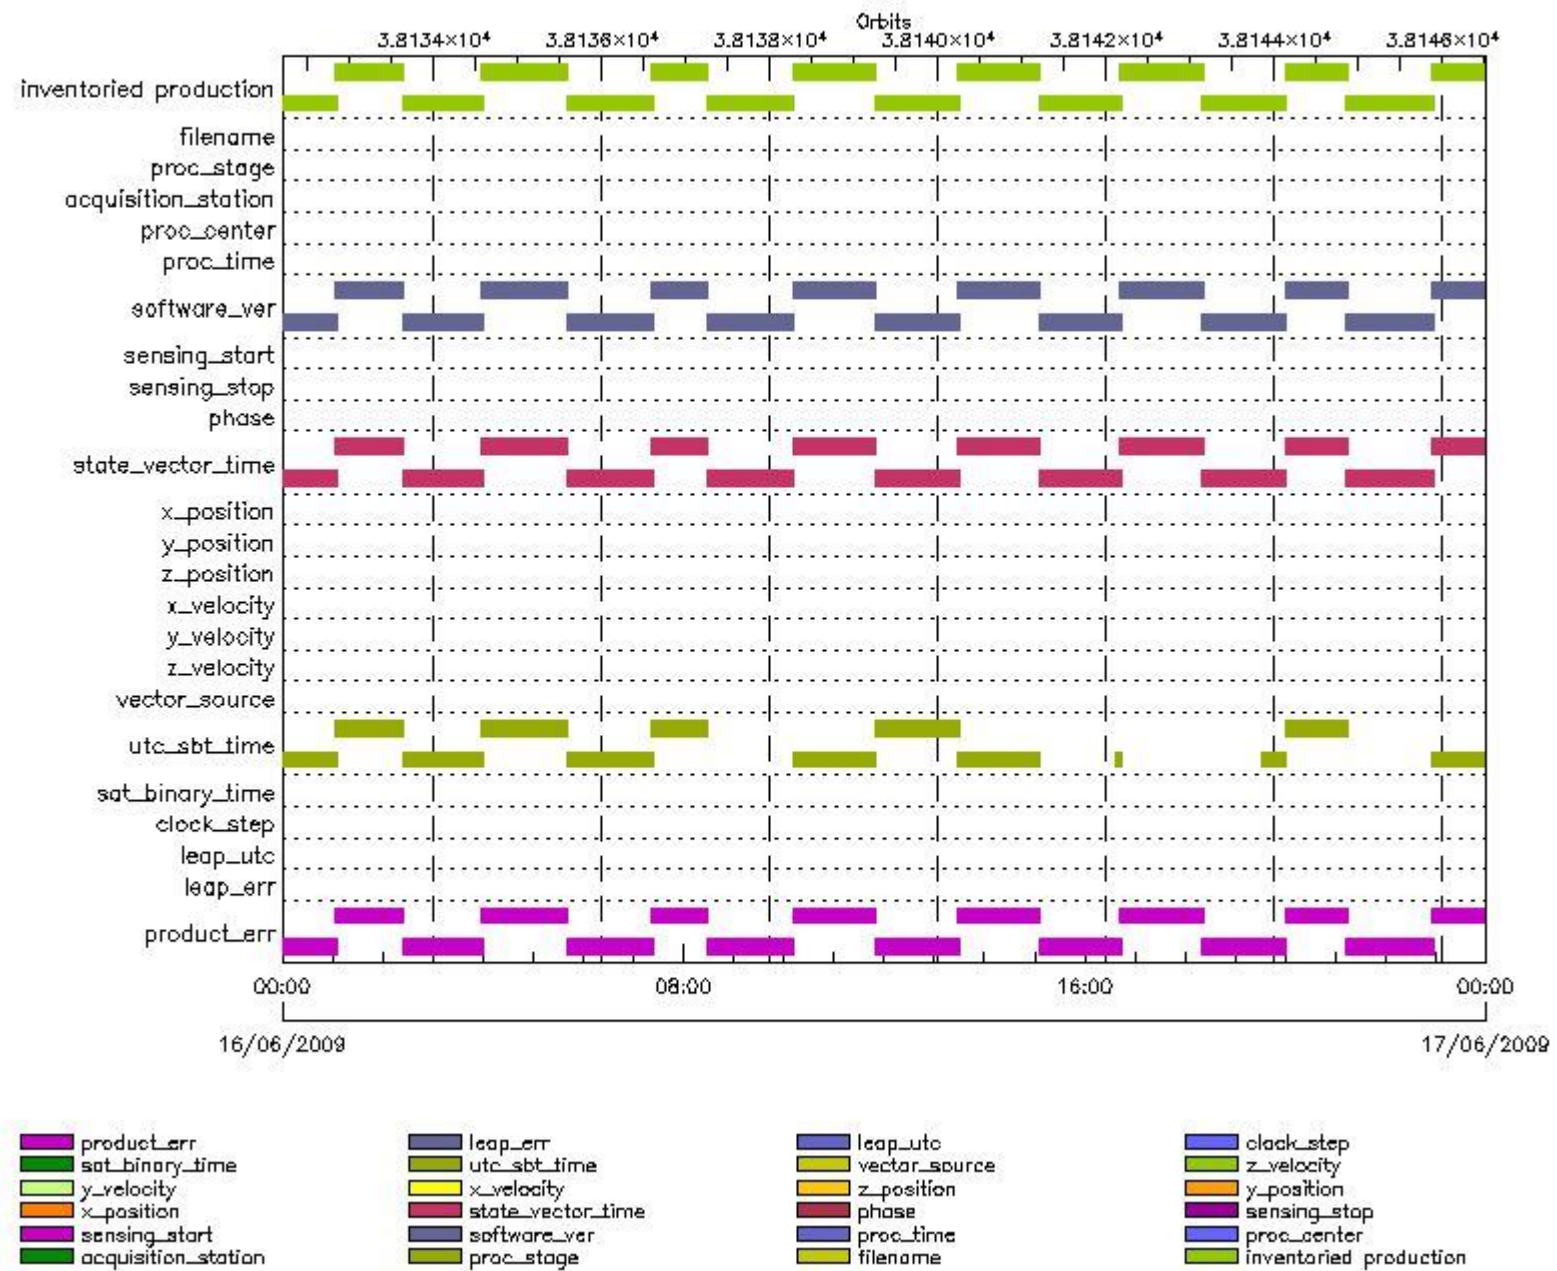 Orbits
3.8134×10⁴ 3.8136×10⁴ 3.8138×10⁴ 3.8140×10⁴ 3.8142×10⁴ 3.8144×10⁴ 3.8146×10⁴
inventoried production
filename
proc_stage
acquisition_station
proc_center
proc_time
software_ver
sensing_start
sensing_stop
phase
state_vector_time
x_position
y_position
z_position
x_velocity
y_velocity
z_velocity
vector_source
utc_sbt_time
sat_binary_time
clock_step
leap_utc
leap_err
product_err
00:00 08:00 16:00 00:00
16/06/2009 17/06/2009
product_err leap_err leap_utc clock_step
sat_binary_time utc_sbt_time vector_source z_velocity
y_velocity x_velocity z_position y_position
x_position state_vector_time phase sensing_stop
sensing_start software_ver proc_time proc_center
acquisition_station proc_stage filename inventoried production